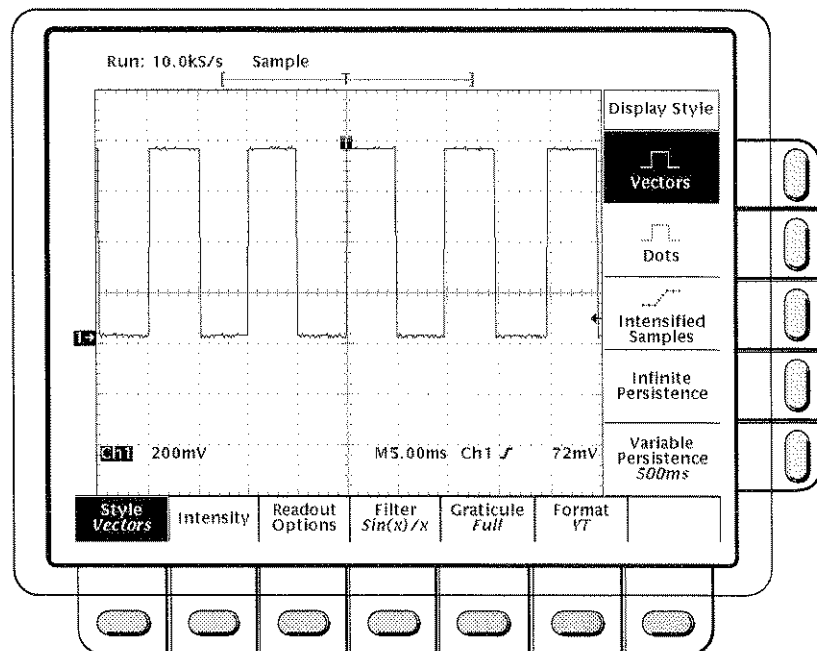 Run: 10.0kS/s Sample
T
Display Style
T
Vectors
Dots
Intensified
Samples
Infinite
Persistence
Variable
Persistence
500ms
1→
Ch1 200mV M5.00ms Ch1 72mV
Style
Vectors
Intensity
Readout
Options
Filter
Sin(x)/x
Graticule
Full
Format
YT